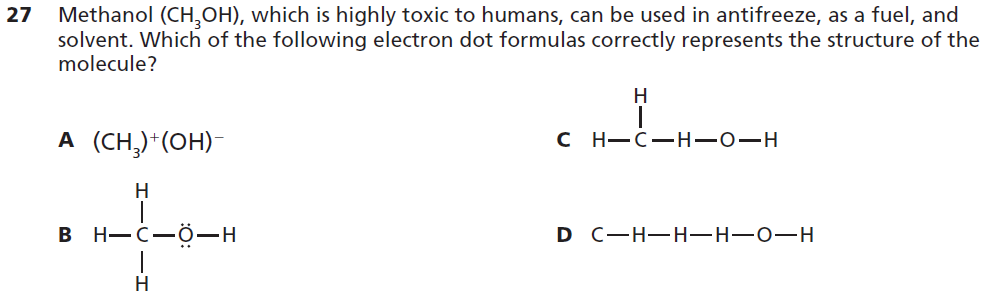 27 Methanol (CH₃OH), which is highly toxic to humans, can be used in antifreeze, as a fuel, and
solvent. Which of the following electron dot formulas correctly represents the structure of the
molecule?
A (CH₃)⁺(OH)⁻
H
B H—C—Ö—H
H
H
C H—C—H—O—H
D C—H—H—H—O—H